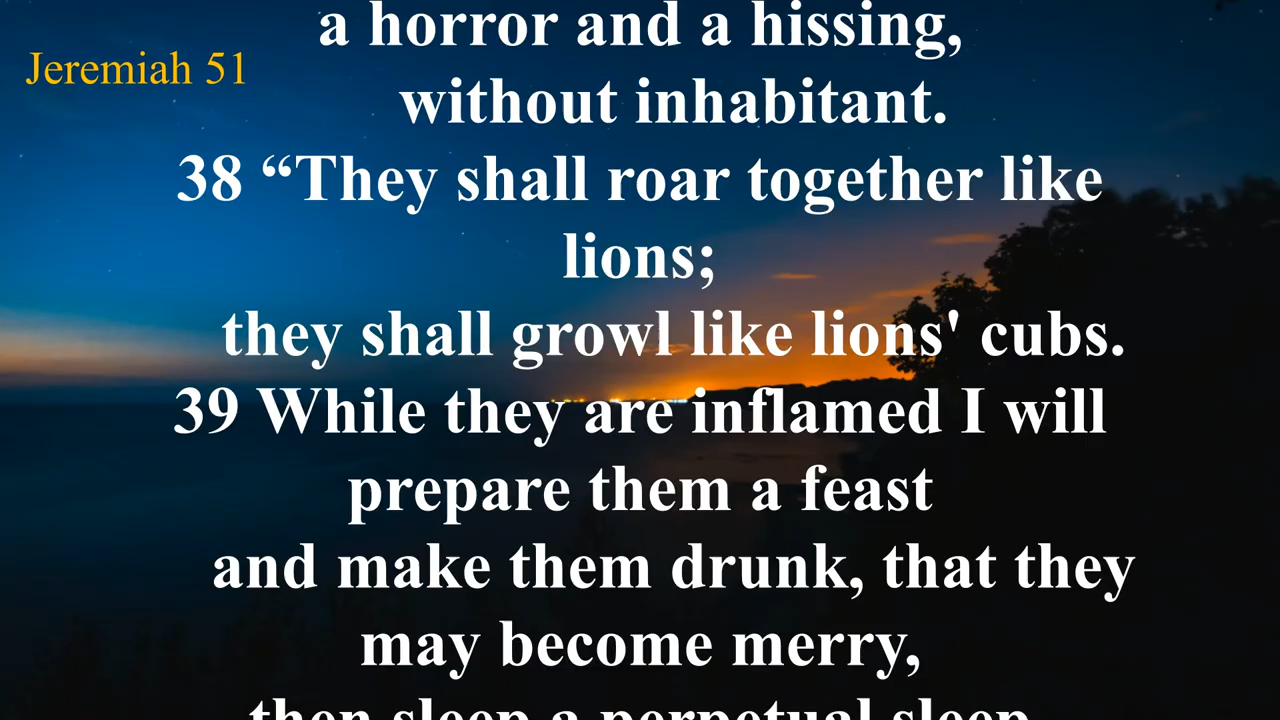 a horror and a hissing,
Jeremiah 51
without inhabitant.
38 “They shall roar together like
lions;
they shall growl like lions' cubs.
39 While they are inflamed I will
prepare them a feast
and make them drunk, that they
may become merry,
then sleep a perpetual sleep